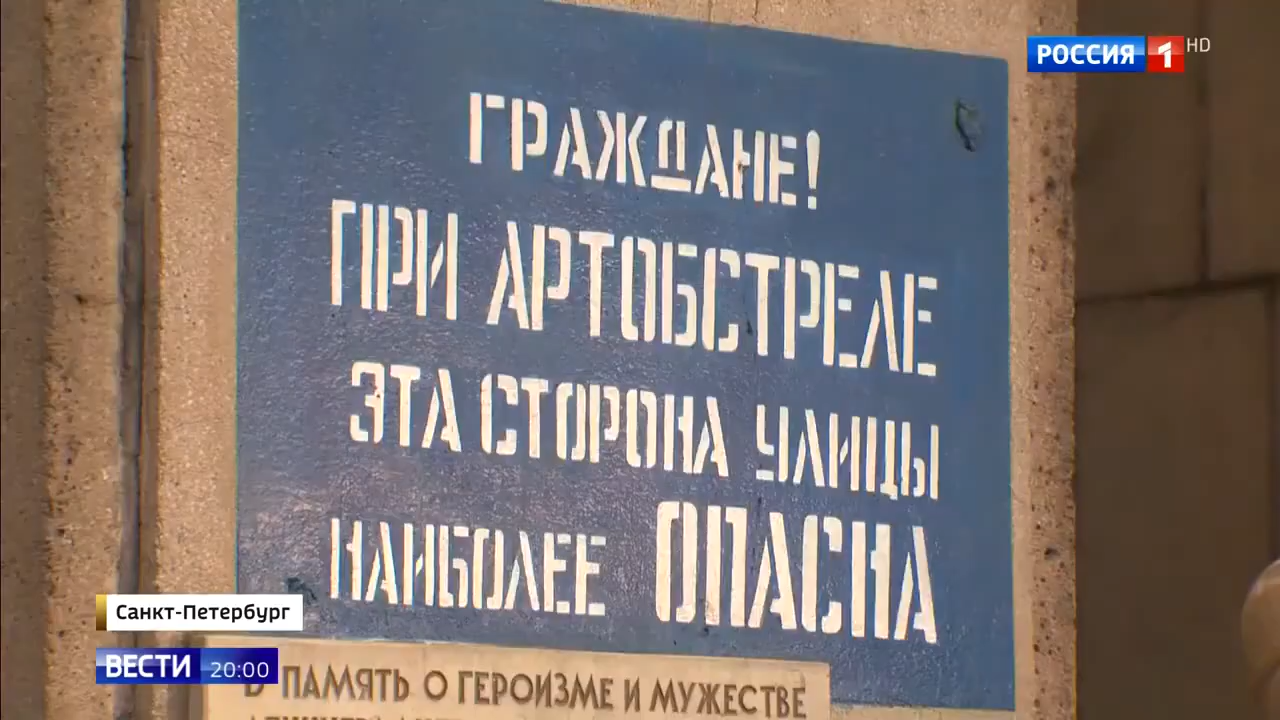 РОССИЯ 1 HD
ГРАЖДАНЕ!
ПРИ АРТОБСТРЕЛЕ
ЭТА СТОРОНА УЛИЦЫ
НАИБОЛЕЕ ОПАСНА
Санкт-Петербург
ВЕСТИ 20:00
В ПАМЯТЬ О ГЕРОИЗМЕ И МУЖЕСТВЕ